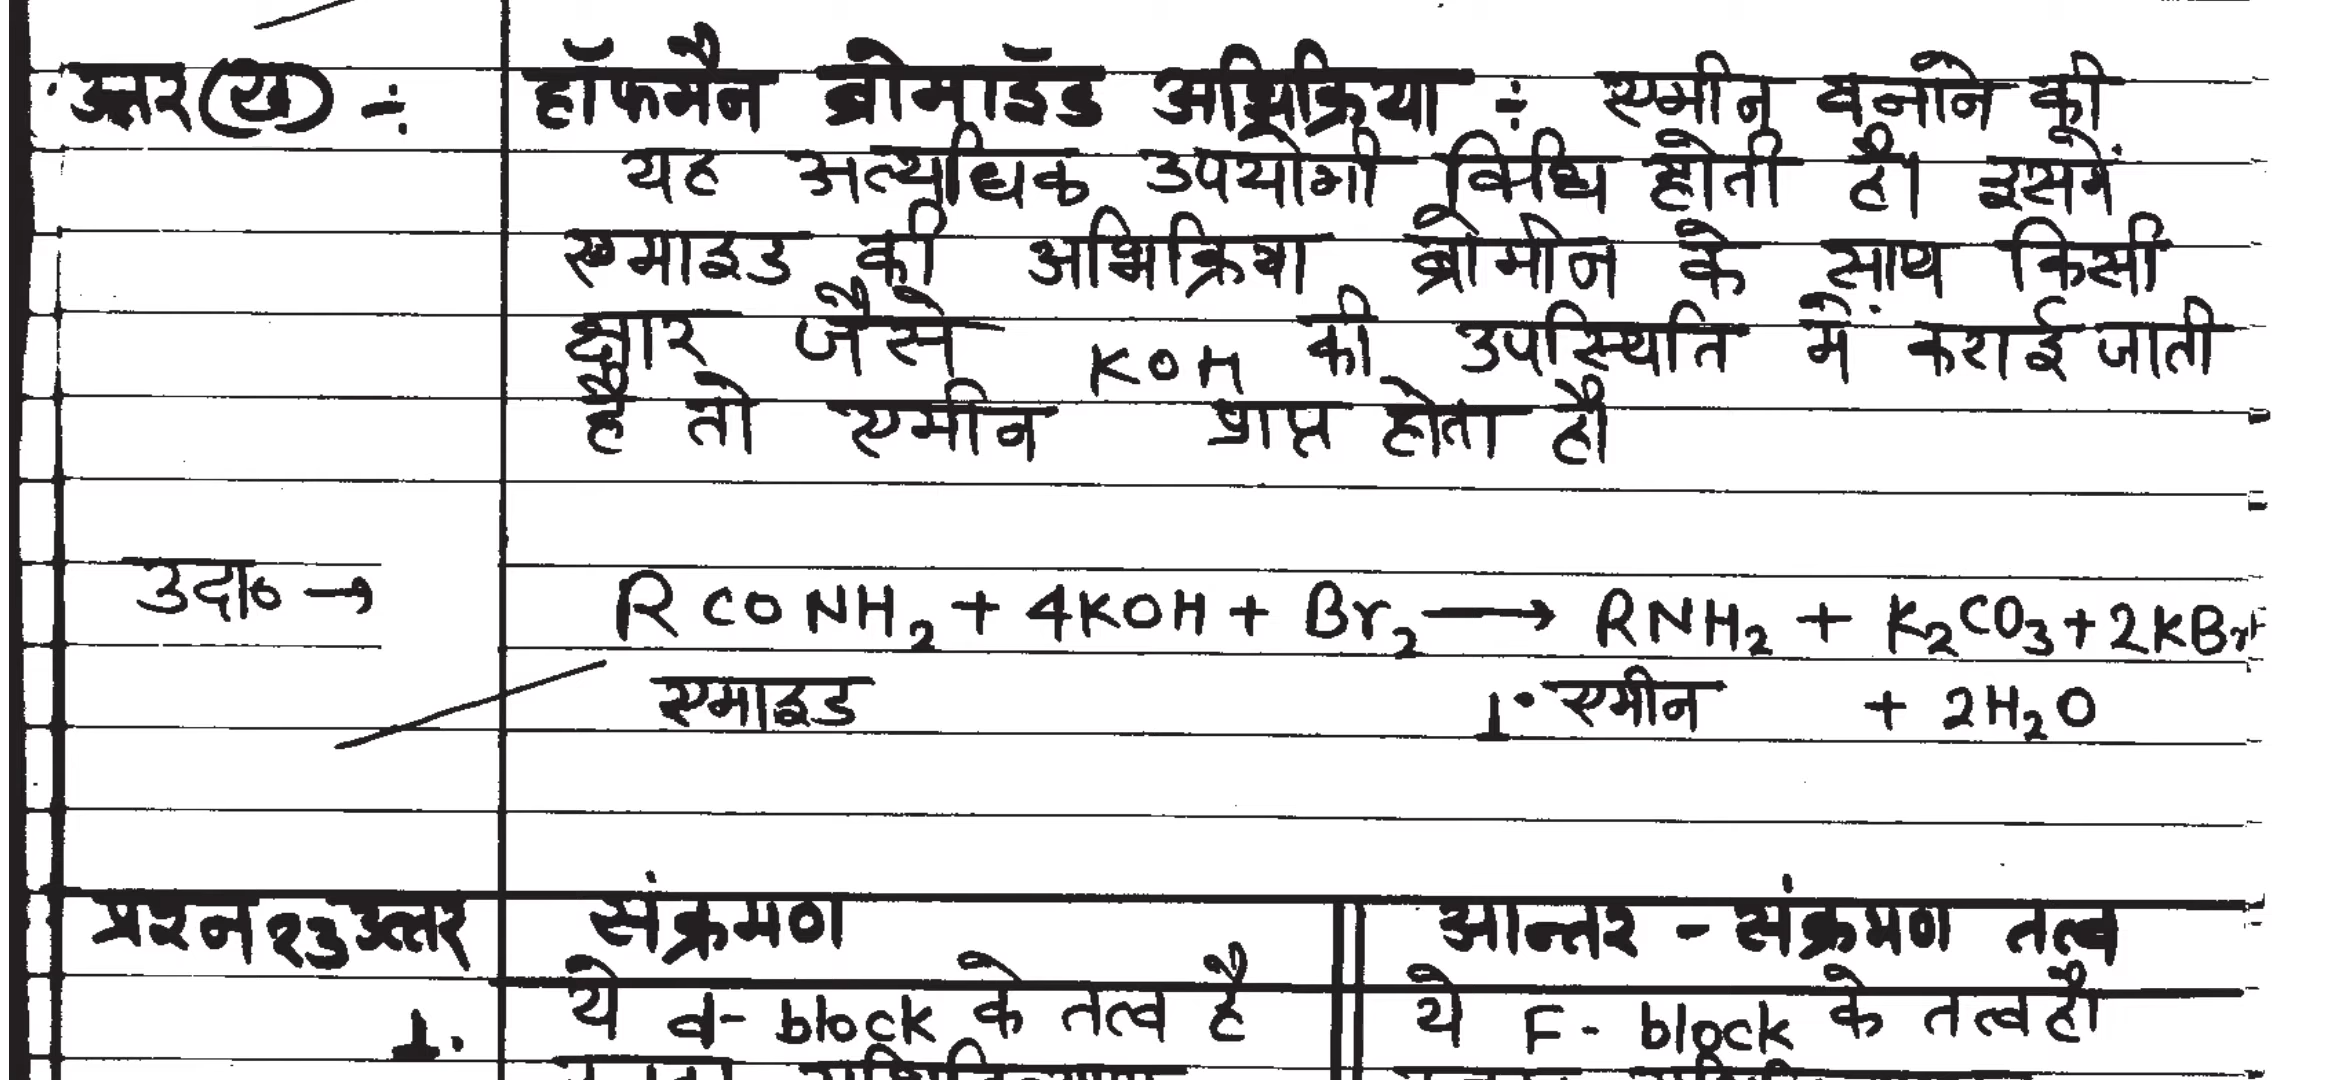 उत्तर (ख) ÷ हॉफमैन ब्रोमाइड अभिक्रिया ÷ एमीन बनाने की
यह अत्यधिक उपयोगी विधि होती है। इसमें
एमाइड की अभिक्रिया ब्रोमीन के साथ किसी
क्षार जैसे KOH की उपस्थिति में कराई जाती
है तो एमीन प्राप्त होता है।
उदा० → RCONH₂ + 4KOH + Br₂ ⟶ RNH₂ + K₂CO₃ + 2KBr
एमाइड 1° एमीन + 2H₂O
प्रश्न १३ उत्तर संक्रमण आन्तर - संक्रमण तत्व
1. ये d- block के तत्व है ये F- block के तत्व है।